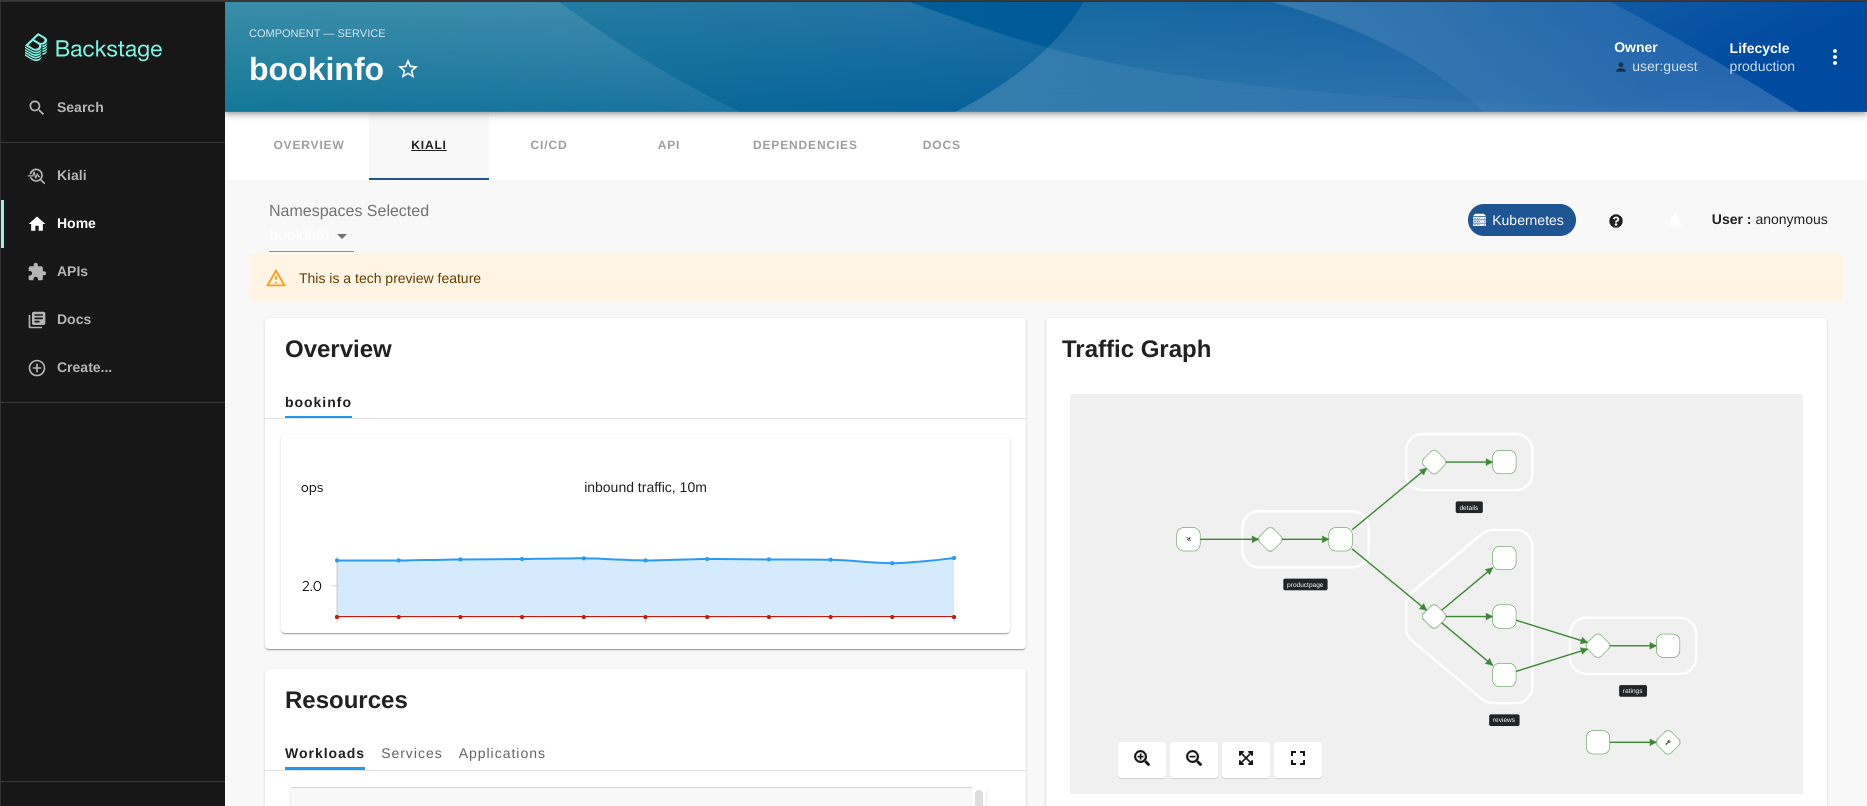 Backstage
Search
Kiali
Home
APIs
Docs
Create...
COMPONENT — SERVICE
bookinfo
Owner
user:guest
Lifecycle
production
OVERVIEW
KIALI
CI/CD
API
DEPENDENCIES
DOCS
Namespaces Selected
bookinfo
Kubernetes
User : anonymous
This is a tech preview feature
Overview
bookinfo
ops
inbound traffic, 10m
2.0
Resources
Workloads Services Applications
Traffic Graph
details
productpage
ratings
reviews